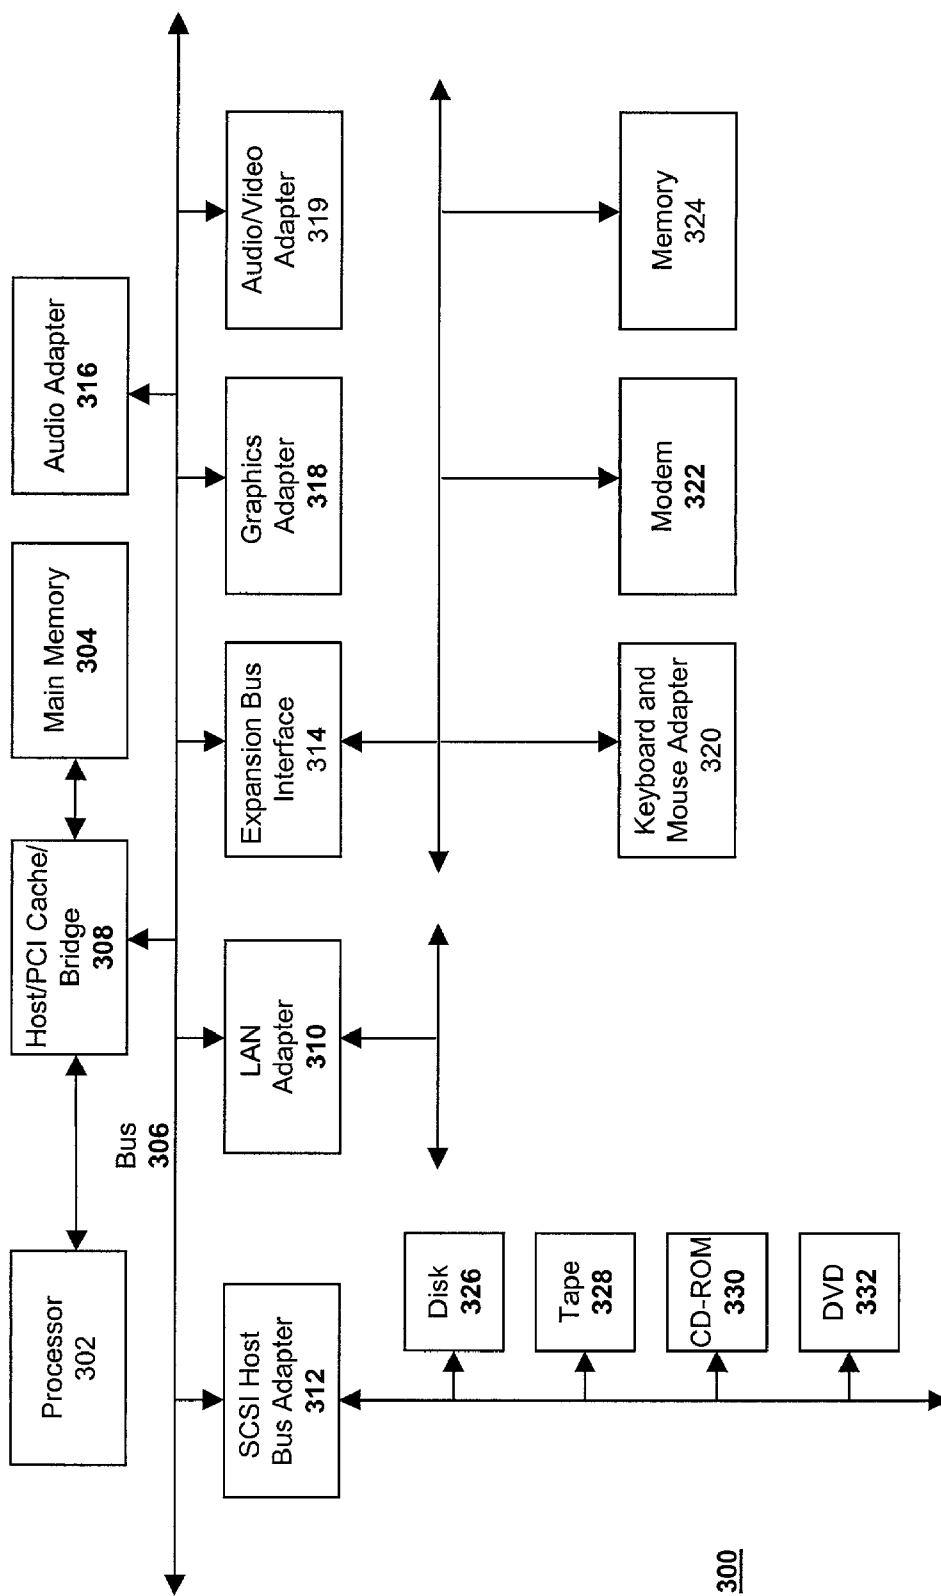 Processor
302
Host/PCI Cache/
Bridge
308
Main Memory
304
Audio Adapter
316
Bus
306
SCSI Host
Bus Adapter
312
LAN
Adapter
310
Expansion Bus
Interface
314
Graphics
Adapter
318
Audio/Video
Adapter
319
Disk
326
Tape
328
CD-ROM
330
DVD
332
Keyboard and
Mouse Adapter
320
Modem
322
Memory
324
300